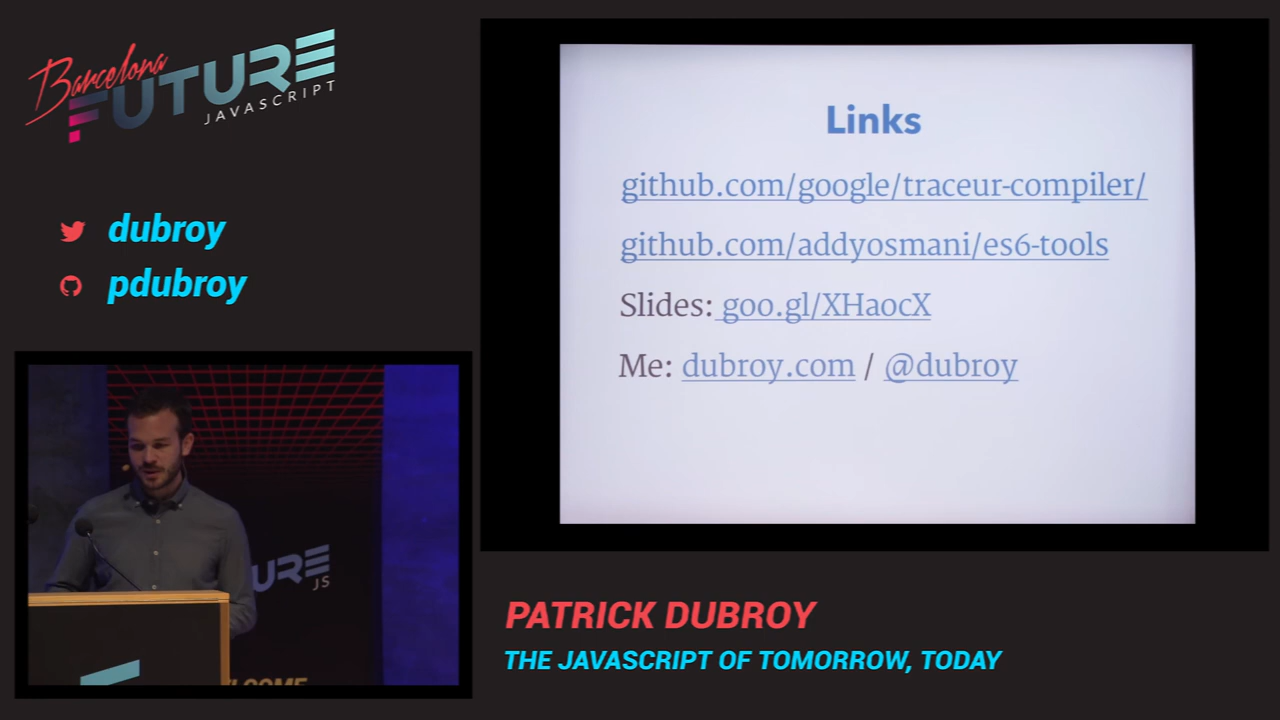 Barcelona
FUTURE
JAVASCRIPT
dubroy
pdubroy
Links
github.com/google/traceur-compiler/
github.com/addyosmani/es6-tools
Slides: goo.gl/XHaocX
Me: dubroy.com / @dubroy
URE
JS
LCOME
PATRICK DUBROY
THE JAVASCRIPT OF TOMORROW, TODAY